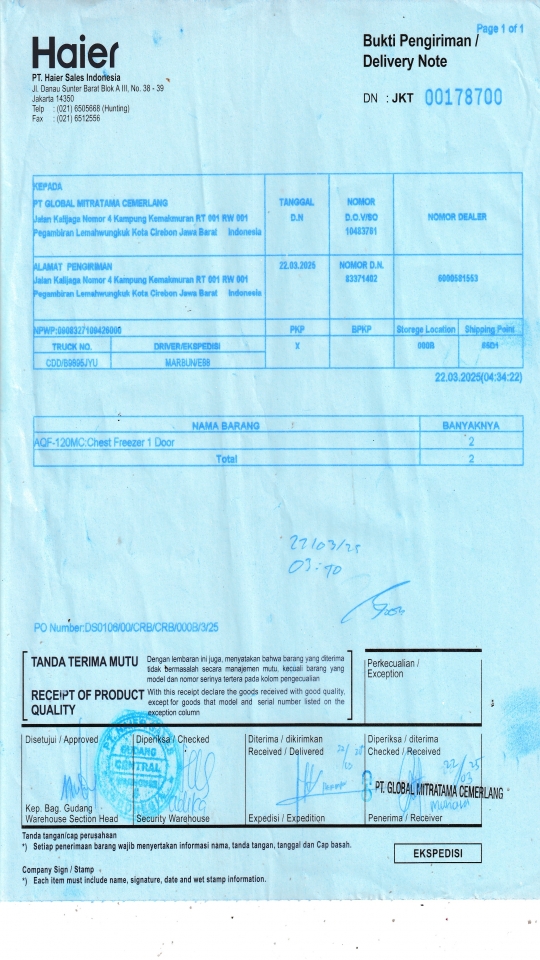 Page 1 of 1
Haier
PT. Haier Sales Indonesia
Jl. Danau Sunter Barat Blok A III, No. 38 - 39
Jakarta 14350
Telp : (021) 6505668 (Hunting)
Fax : (021) 6512556
Bukti Pengiriman /
Delivery Note
DN : JKT 00178700
KEPADA
PT GLOBAL MITRATAMA CEMERLANG
Jalan Kalijaga Nomor 4 Kampung Kemakmuran RT 001 RW 001
Pegambiran Lemahwungkuk Kota Cirebon Jawa Barat Indonesia
TANGGAL
D.N
NOMOR
D.O.V/SO
10483781
NOMOR DEALER
ALAMAT PENGIRIMAN
Jalan Kalijaga Nomor 4 Kampung Kemakmuran RT 001 RW 001
Pegambiran Lemahwungkuk Kota Cirebon Jawa Barat Indonesia
22.03.2025
NOMOR D.N.
83371402
6000501553
NPWP:
PKP
BPKP
Storege Location
Shipping Point
TRUCK NO.
DRIVER/EKSPEDISI
X
000B
CDD/B9895JYU
MARBUN/E98
22.03.2025(04:34:22)
NAMA BARANG
BANYAKNYA
AQF-120MC:Chest Freezer 1 Door
2
Total
2
22/03/25
PO Number:DS0106/00/CRB/CRB/000B/3/25
TANDA TERIMA MUTU
Dengan lembaran ini juga, menyatakan bahwa barang yang diterima
tidak bermasalah secara manajemen mutu, kecuali barang yang
model dan nomor serinya tertera pada kolom pengecualian
RECEIPT OF PRODUCT
QUALITY
With this receipt declare the goods received with good quality,
except for goods that model and serial number listed on the
exception column
Perkecualian /
Exception
Disetujui / Approved
Diperiksa / Checked
Diterima / dikirimkan
Received / Delivered
Diperiksa / diterima
Checked / Received
GUDANG
CENTRAL
22/03 25
PT. GLOBAL MITRATAMA CEMERLANG
Kep. Bag. Gudang
Warehouse Section Head
Security Warehouse
Expedisi / Expedition
Penerima / Receiver
Tanda tangan/cap perusahaan
*) Setiap penerimaan barang wajib menyertakan informasi nama, tanda tangan, tanggal dan Cap basah.
EKSPEDISI
Company Sign / Stamp
*) Each item must include name, signature, date and wet stamp information.